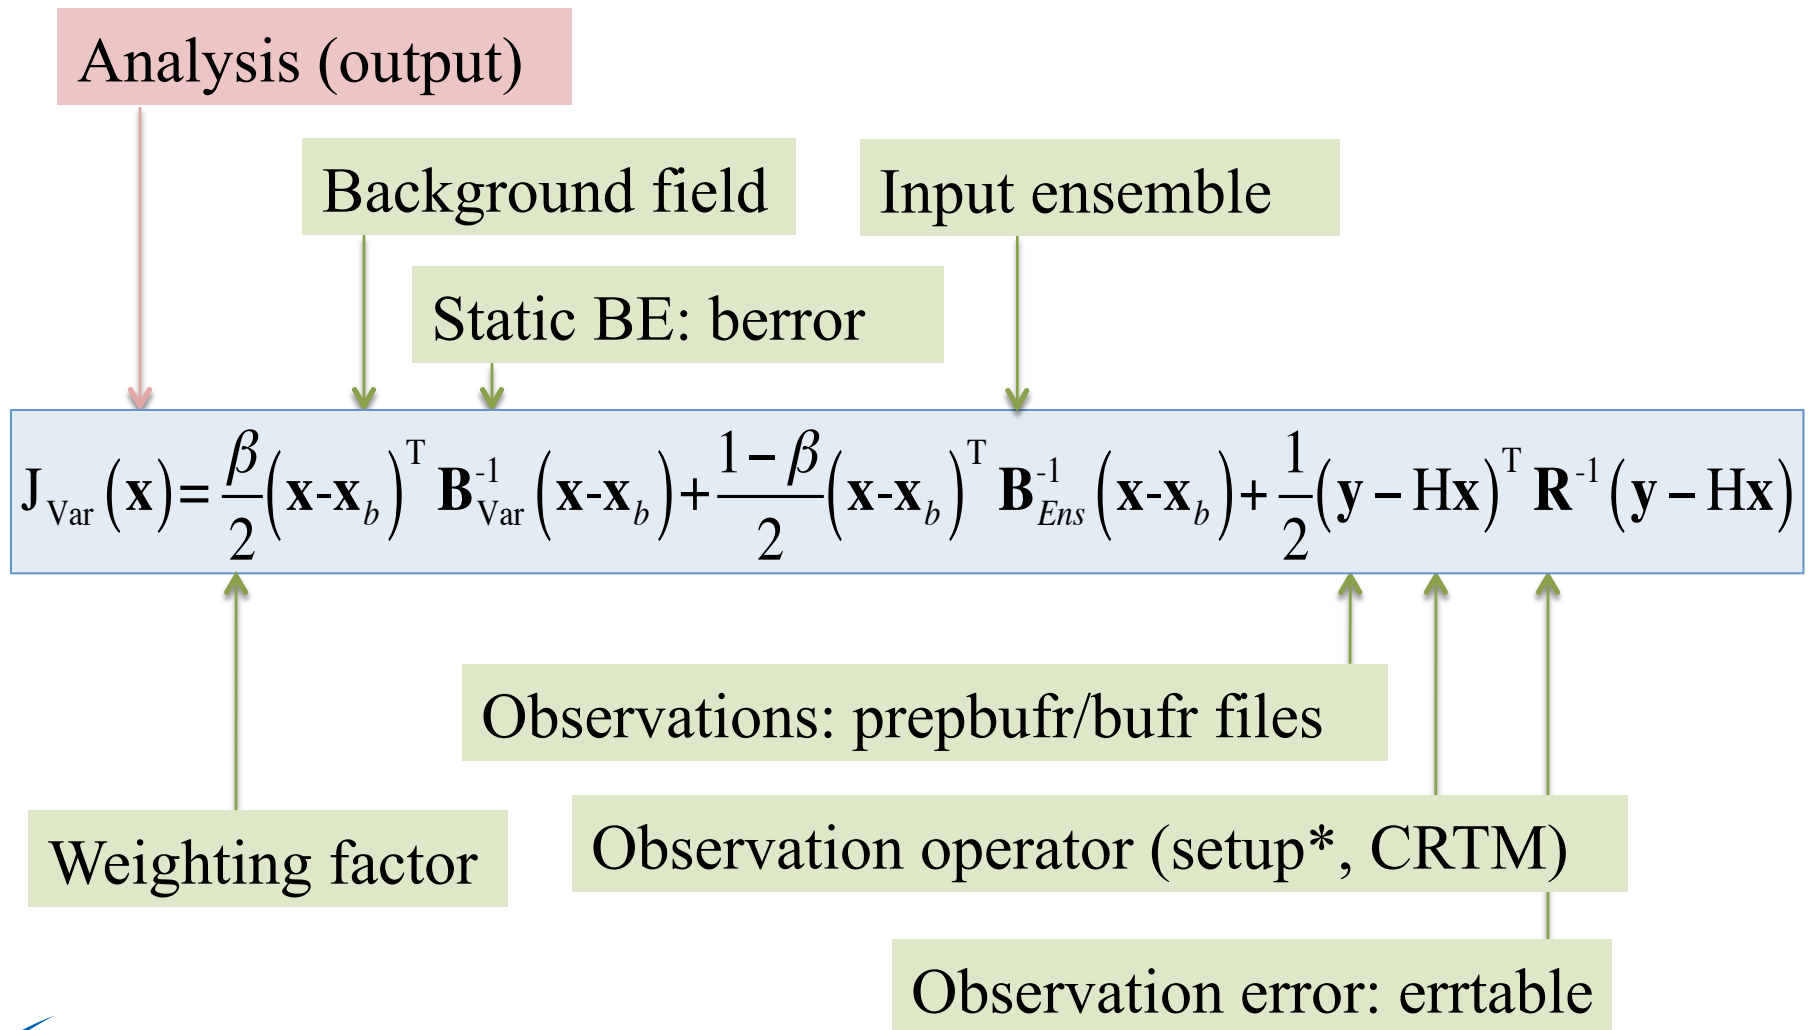 Analysis (output)
Background field
Input ensemble
Static BE: berror
J_Var (x) = β/2 (x-x_b)^T B_Var^-1 (x-x_b) + (1 − β)/2 (x-x_b)^T B_Ens^-1 (x-x_b) + 1/2 (y − Hx)^T R^-1 (y − Hx)
Observations: prepbufr/bufr files
Observation operator (setup*, CRTM)
Weighting factor
Observation error: errtable